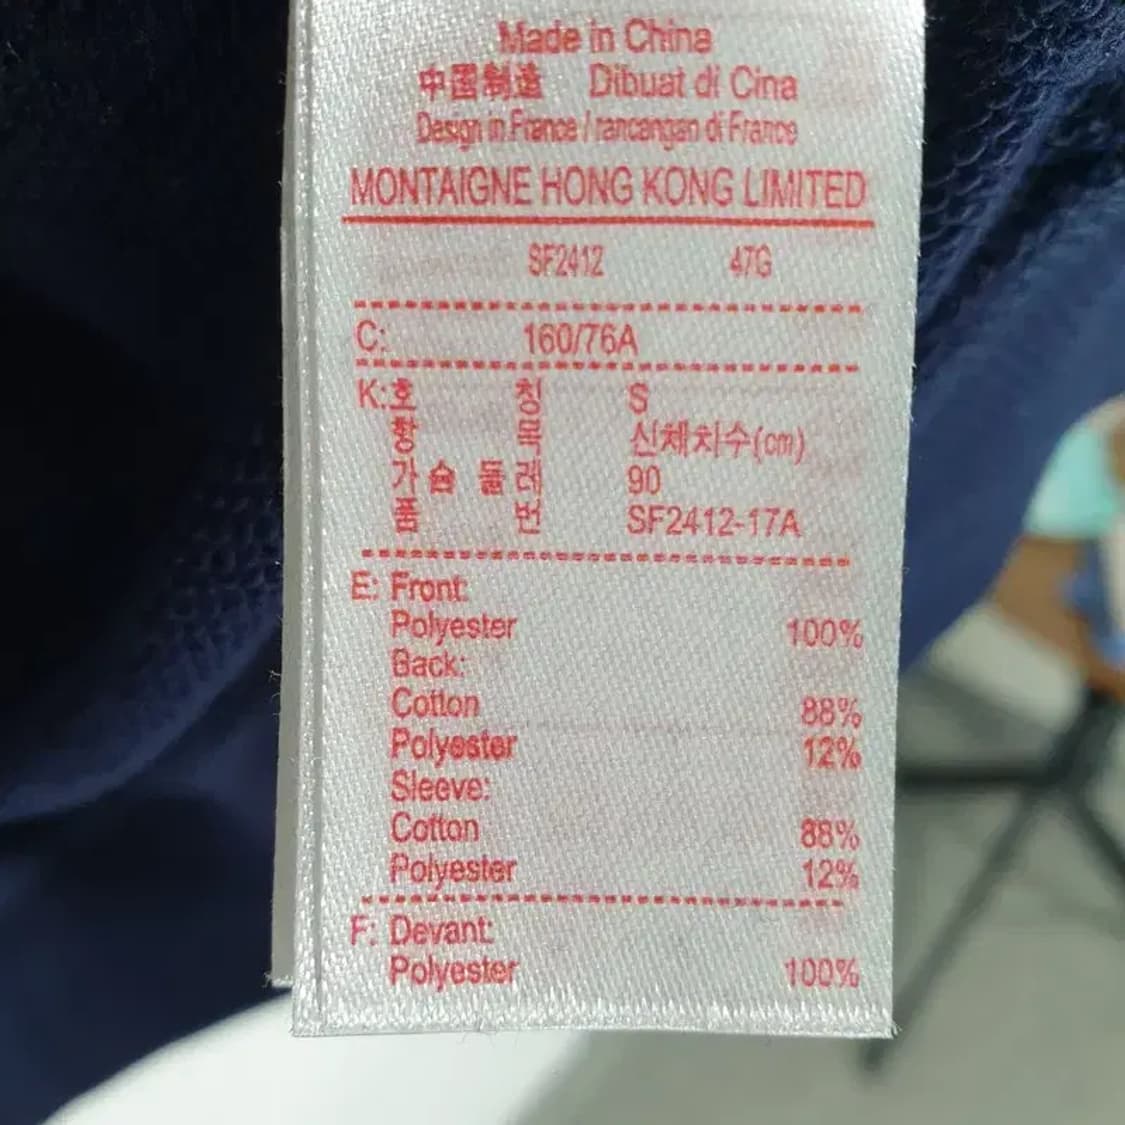 Made in China
中国制造 Dibuat di Cina
Design in France / rancangan di France
MONTAIGNE HONG KONG LIMITED
SF2412 47G
C: 160/76A
K:호 칭 S
항 목 신체치수(cm)
가 슴 둘 레 90
품 번 SF2412-17A
E: Front:
Polyester 100%
Back:
Cotton 88%
Polyester 12%
Sleeve:
Cotton 88%
Polyester 12%
F: Devant:
Polyester 100%